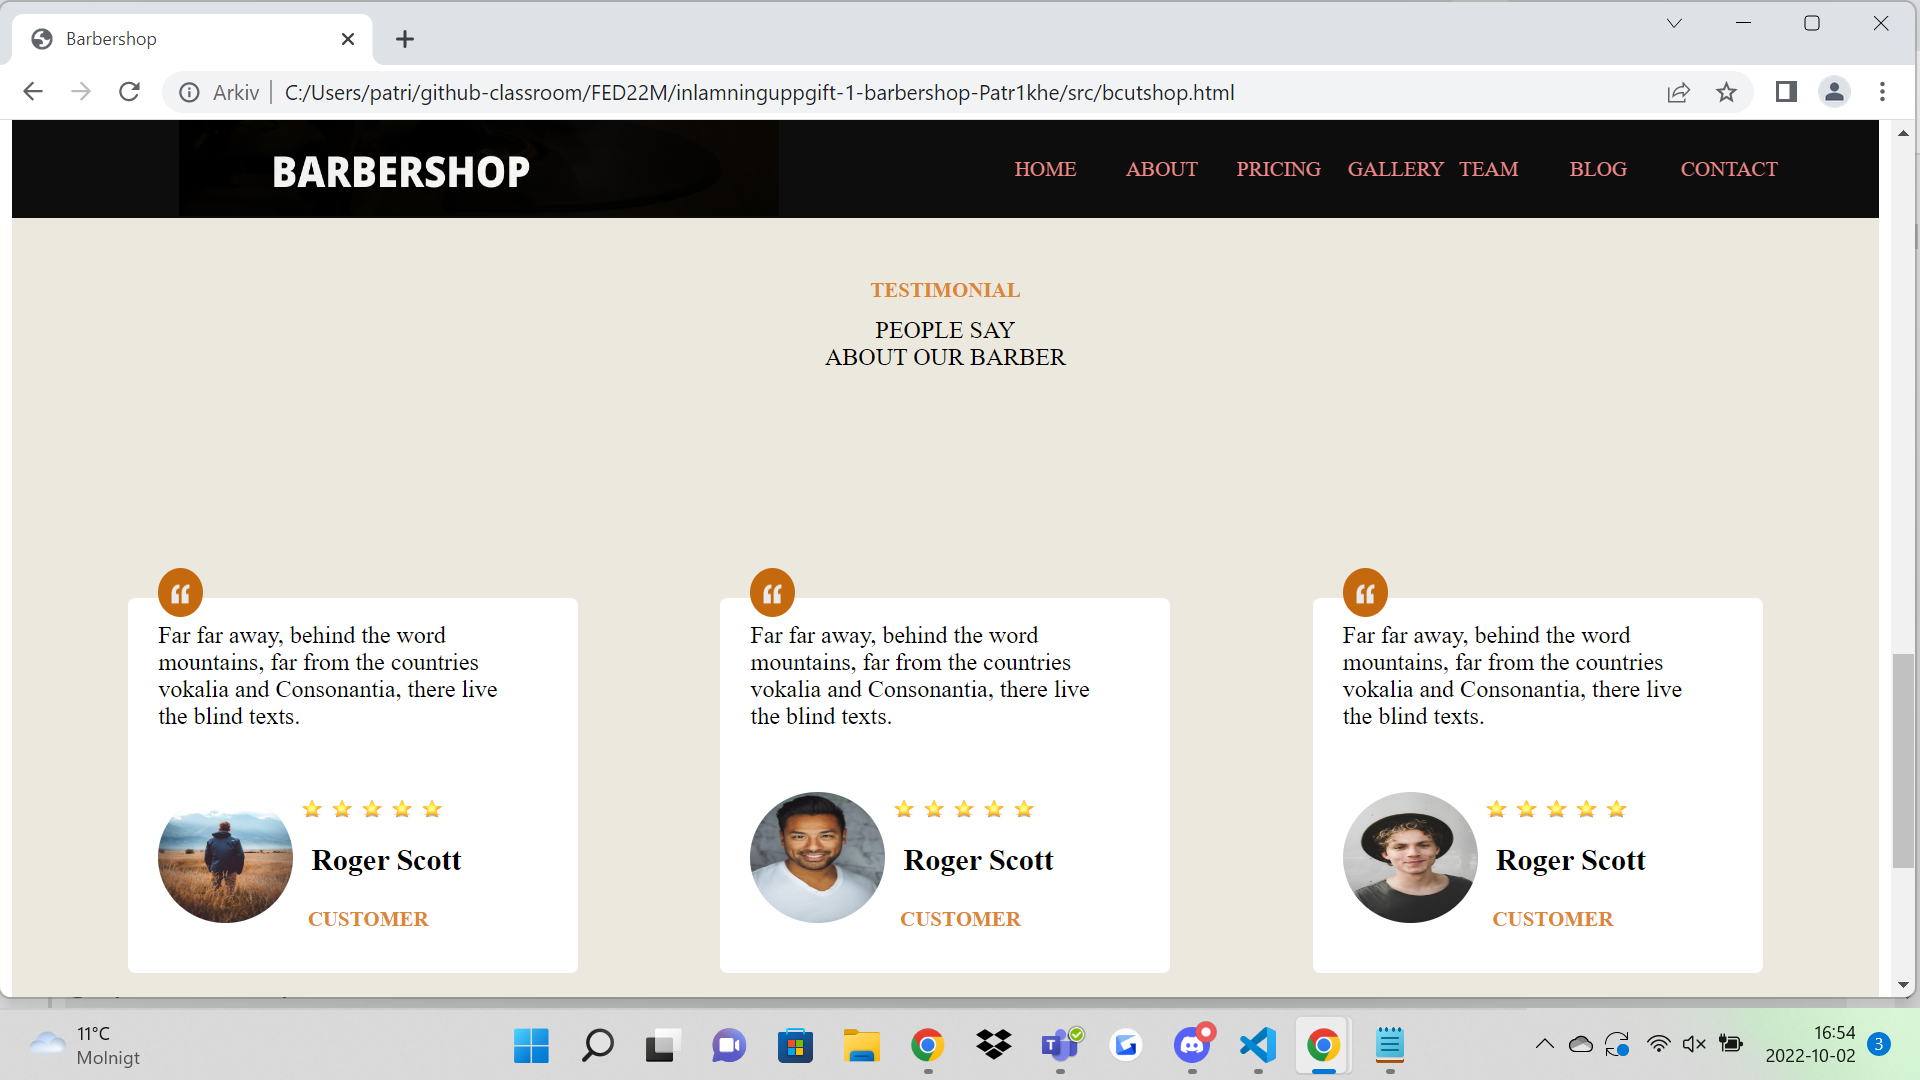 Barbershop
Arkiv C:/Users/patri/github-classroom/FED22M/inlamninguppgift-1-barbershop-Patr1khe/src/bcutshop.html
BARBERSHOP
HOME ABOUT PRICING GALLERY TEAM BLOG CONTACT
TESTIMONIAL
PEOPLE SAY
ABOUT OUR BARBER
Far far away, behind the word
mountains, far from the countries
vokalia and Consonantia, there live
the blind texts.
Roger Scott
CUSTOMER
Far far away, behind the word
mountains, far from the countries
vokalia and Consonantia, there live
the blind texts.
Roger Scott
CUSTOMER
Far far away, behind the word
mountains, far from the countries
vokalia and Consonantia, there live
the blind texts.
Roger Scott
CUSTOMER
11°C
Molnigt
16:54
2022-10-02
3